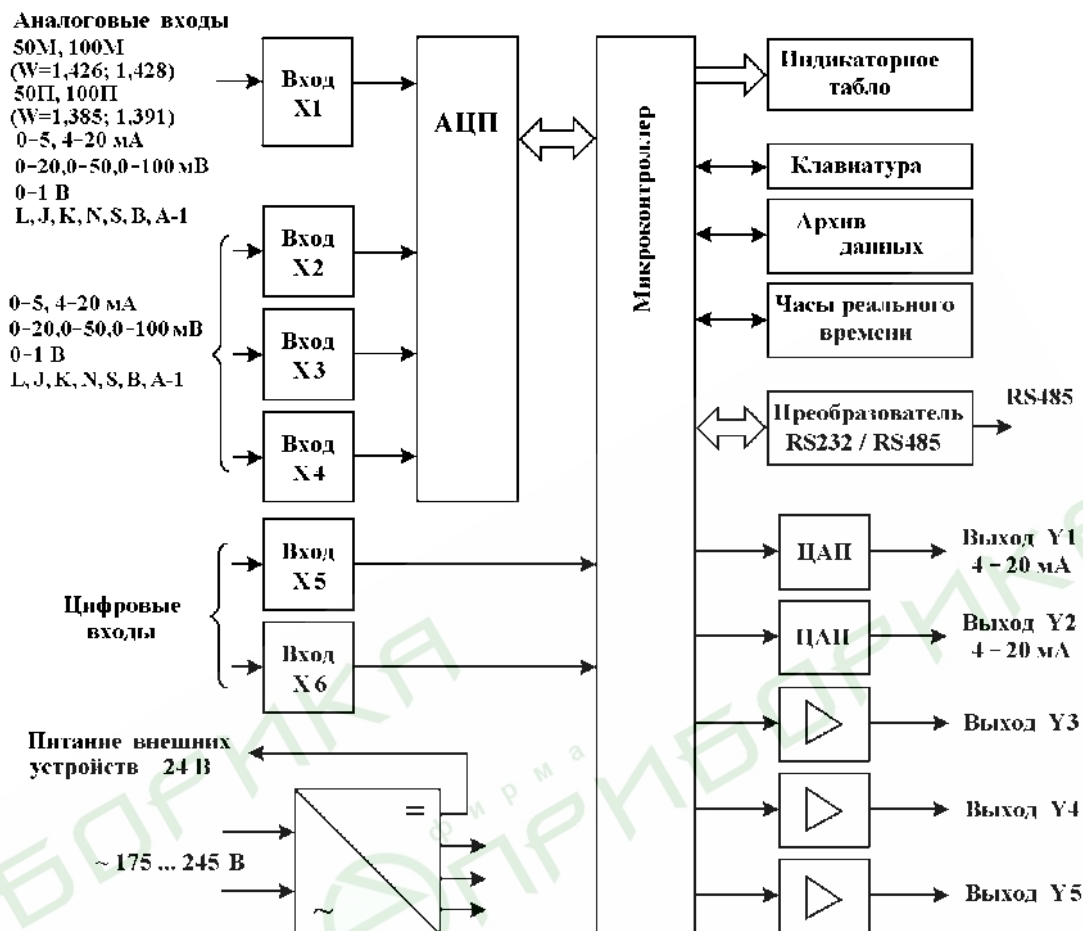 Аналоговые входы
50М, 100М
(W=1,426; 1,428)
50П, 100П
(W=1,385; 1,391)
0-5, 4-20 мА
0-20,0-50,0-100 мВ
0-1 В
L, J, K, N, S, B, A-1
Вход
X1
АЦП
Микроконтроллер
Индикаторное
табло
Клавиатура
Архив
данных
Часы реального
времени
Преобразователь
RS232 / RS485
RS485
Вход
X2
0-5, 4-20 мА
0-20,0-50,0-100 мВ
0-1 В
L, J, K, N, S, B, A-1
Вход
X3
Вход
X4
Цифровые
входы
Вход
X5
Вход
X6
ЦАП
Выход Y1
4 - 20 мА
ЦАП
Выход Y2
4 - 20 мА
Выход Y3
Выход Y4
Выход Y5
Питание внешних
устройств 24 В
~ 175 ... 245 В
=
~
БОРИКА
фирма
ПРИБОРИКА